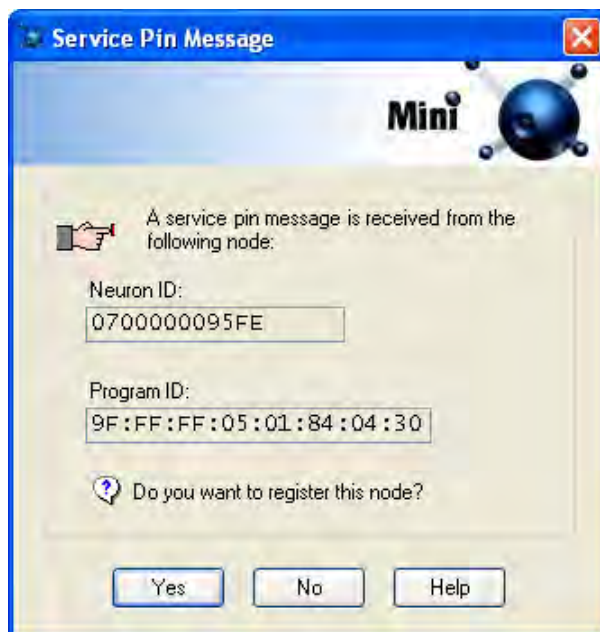 Service Pin Message
Mini
A service pin message is received from the
following node:
Neuron ID:
0700000095FE
Program ID:
9F:FF:FF:05:01:84:04:30
Do you want to register this node?
Yes
No
Help